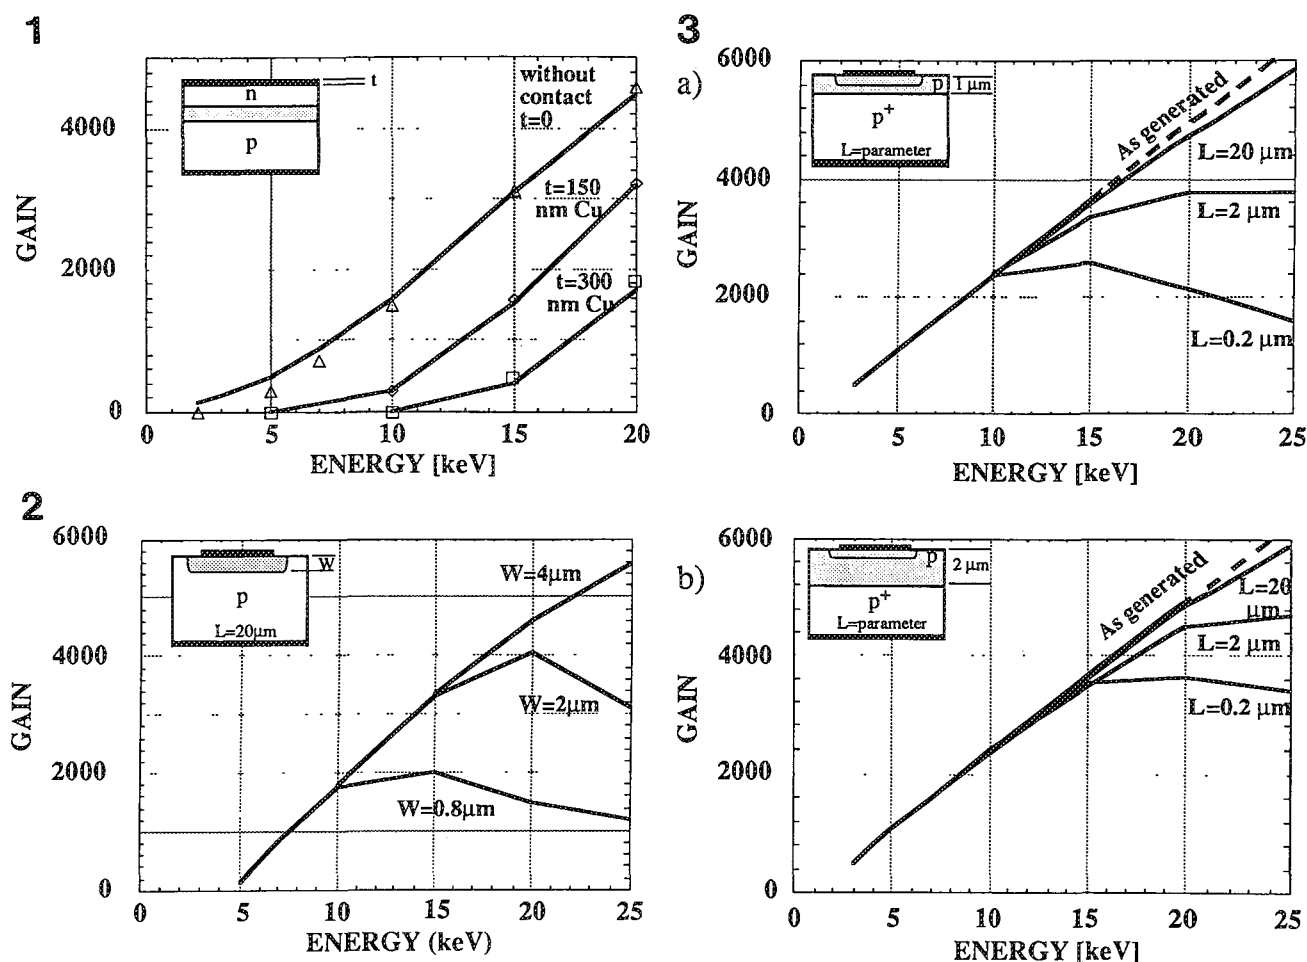 1
without
contact
t=0
t
n
p
t=150
nm Cu
t=300
nm Cu
GAIN
4000
2000
0
0 5 10 15 20
ENERGY [keV]
2
6000
4000
2000
0
GAIN
W
p
L=20µm
W=4µm
W=2µm
W=0.8µm
0 5 10 15 20 25
ENERGY (keV)
3
a)
6000
4000
2000
0
GAIN
p
1 µm
p+
L=parameter
As generated
L=20 µm
L=2 µm
L=0.2 µm
0 5 10 15 20 25
ENERGY [keV]
b)
6000
4000
2000
0
GAIN
p
2 µm
p+
L=parameter
As generated
L=20
µm
L=2 µm
L=0.2 µm
0 5 10 15 20 25
ENERGY [keV]